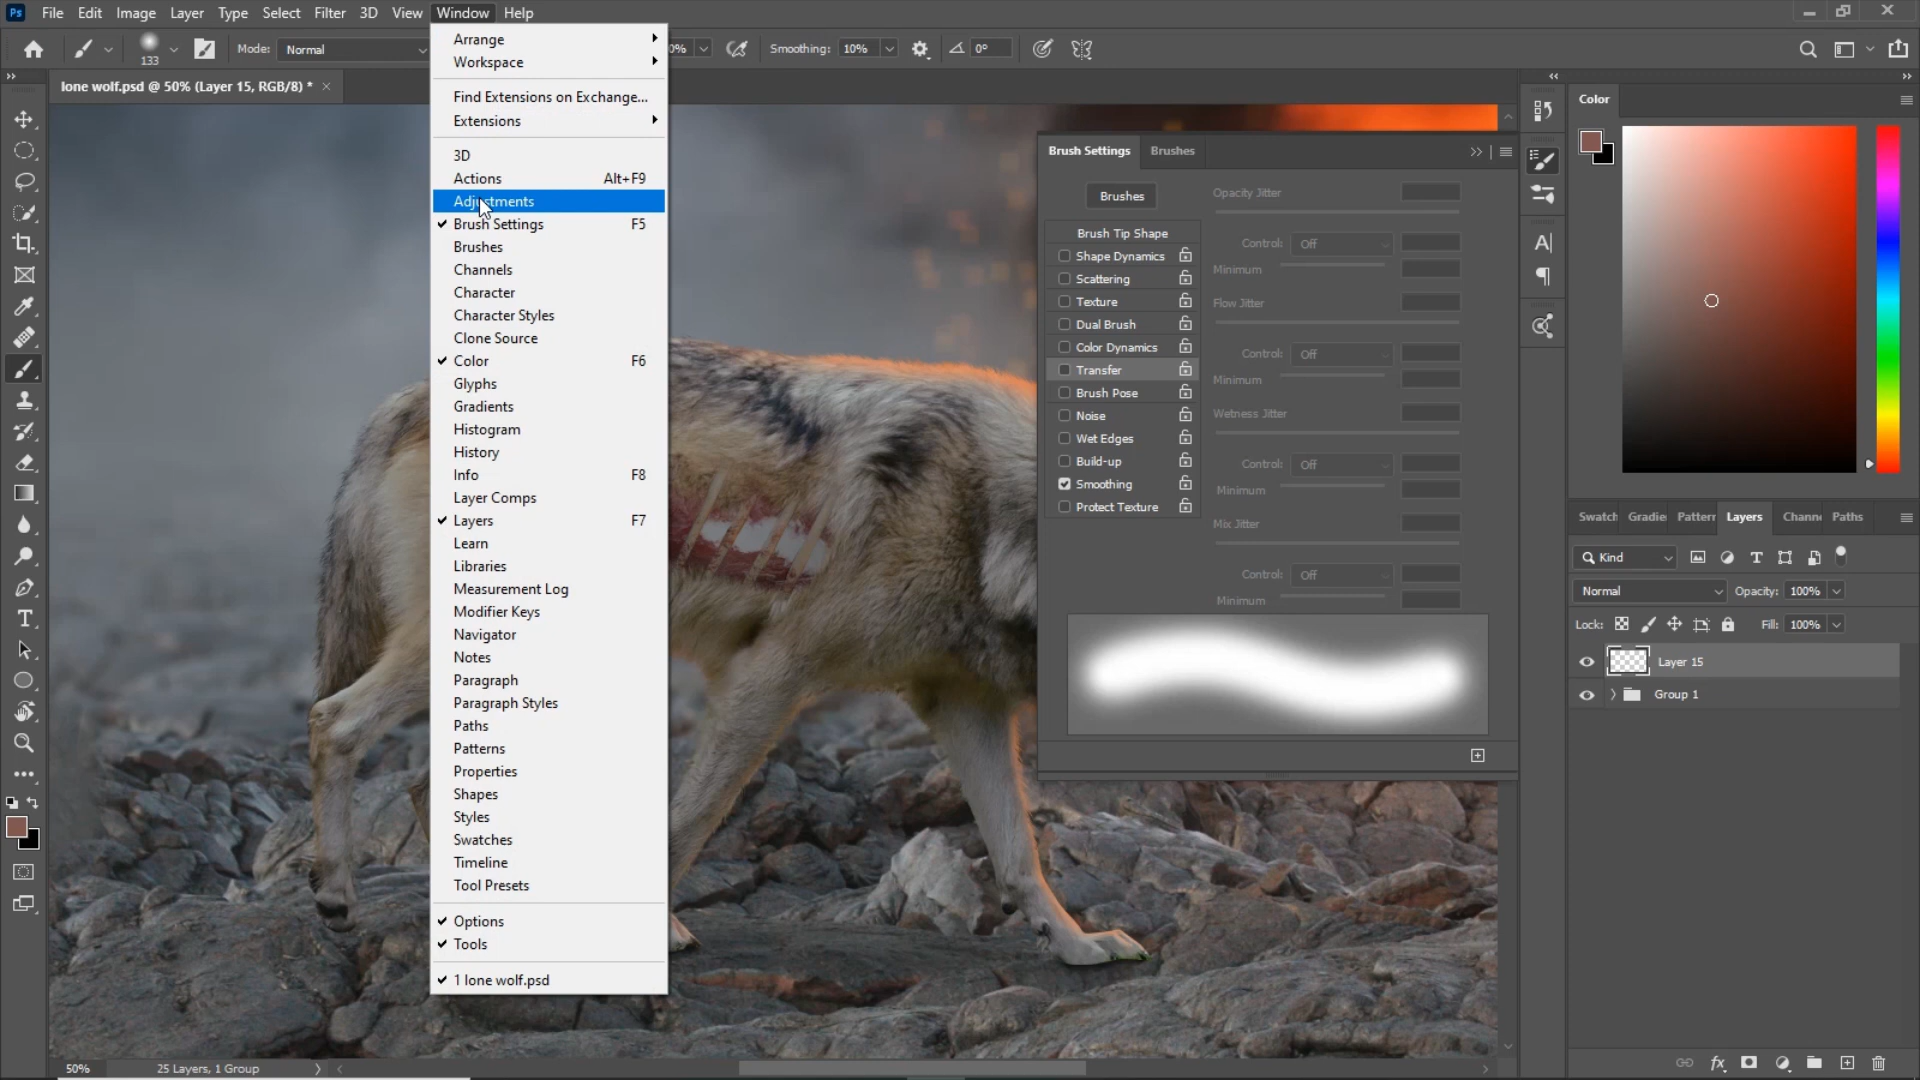 Ps File Edit Image Layer Type Select Filter 3D View Window Help
133 Mode: Normal 0% Smoothing: 10% 0°
lone wolf.psd @ 50% (Layer 15, RGB/8) *
Arrange
Workspace
Find Extensions on Exchange...
Extensions
3D
Actions Alt+F9
Adjustments
Brush Settings F5
Brushes
Channels
Character
Character Styles
Clone Source
Color F6
Glyphs
Gradients
Histogram
History
Info F8
Layer Comps
Layers F7
Learn
Libraries
Measurement Log
Modifier Keys
Navigator
Notes
Paragraph
Paragraph Styles
Paths
Patterns
Properties
Shapes
Styles
Swatches
Timeline
Tool Presets
Options
Tools
1 lone wolf.psd
Brush Settings Brushes
Brushes
Brush Tip Shape
Shape Dynamics
Scattering
Texture
Dual Brush
Color Dynamics
Transfer
Brush Pose
Noise
Wet Edges
Build-up
Smoothing
Protect Texture
Opacity Jitter
Control: Off
Minimum
Flow Jitter
Control: Off
Minimum
Wetness Jitter
Control: Off
Minimum
Mix Jitter
Control: Off
Minimum
Color
Swatch Gradie Pattern Layers Channe Paths
Kind
Normal Opacity: 100%
Lock: Fill: 100%
Layer 15
Group 1
fx
50% 25 Layers, 1 Group